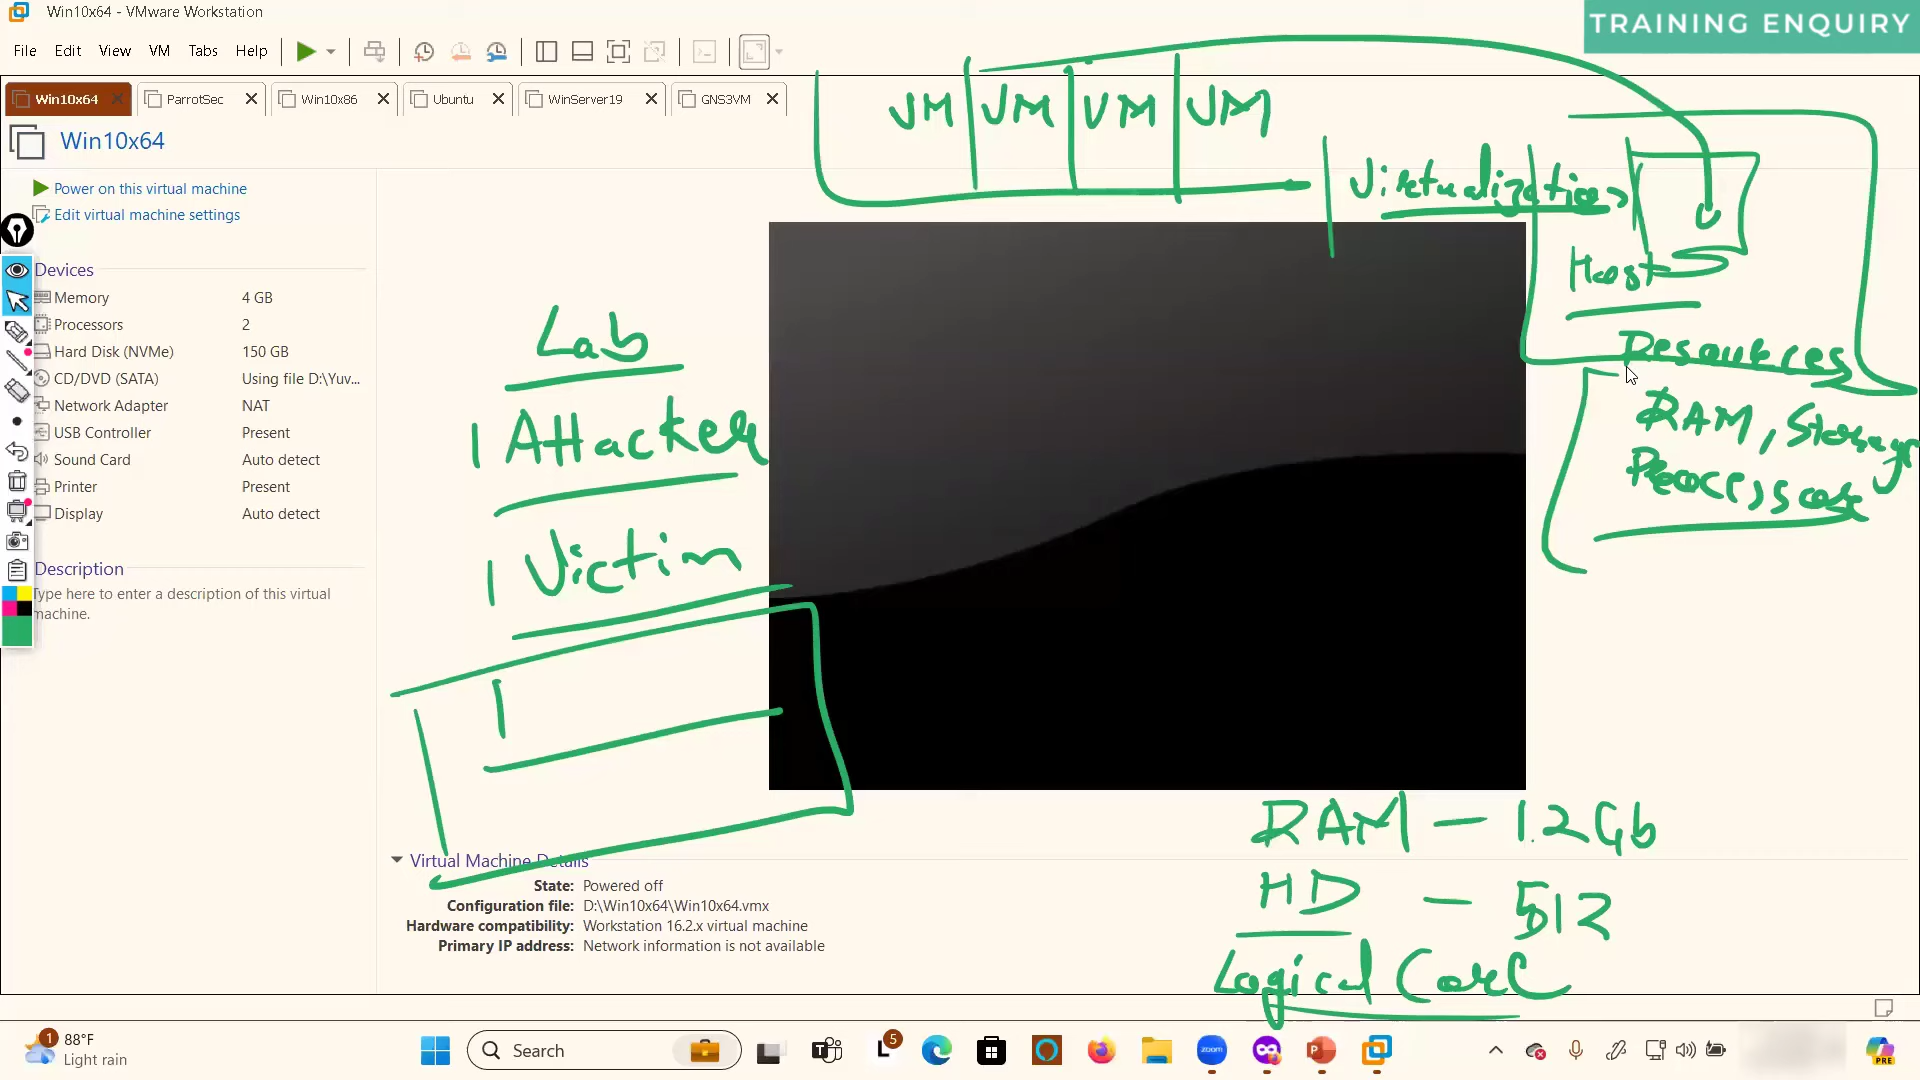 Win10x64 - VMware Workstation
TRAINING ENQUIRY
File Edit View VM Tabs Help
Win10x64 ParrotSec Win10x86 Ubuntu WinServer19 GNS3VM
VM VM VM VM
Win10x64
Virtualization
Power on this virtual machine
Edit virtual machine settings
Host
Devices
Memory 4 GB
Processors 2
Hard Disk (NVMe) 150 GB
CD/DVD (SATA) Using file D:\Yuv...
Network Adapter NAT
USB Controller Present
Sound Card Auto detect
Printer Present
Display Auto detect
Lab
1 Attacker
1 Victim
1
Resources
RAM, Storage
Processor
Description
Type here to enter a description of this virtual
machine.
RAM - 12 Gb
HD - 512
Logical Core
Virtual Machine Details
State: Powered off
Configuration file: D:\Win10x64\Win10x64.vmx
Hardware compatibility: Workstation 16.2.x virtual machine
Primary IP address: Network information is not available
1 88°F
Light rain
Search
5
zoom
PRE